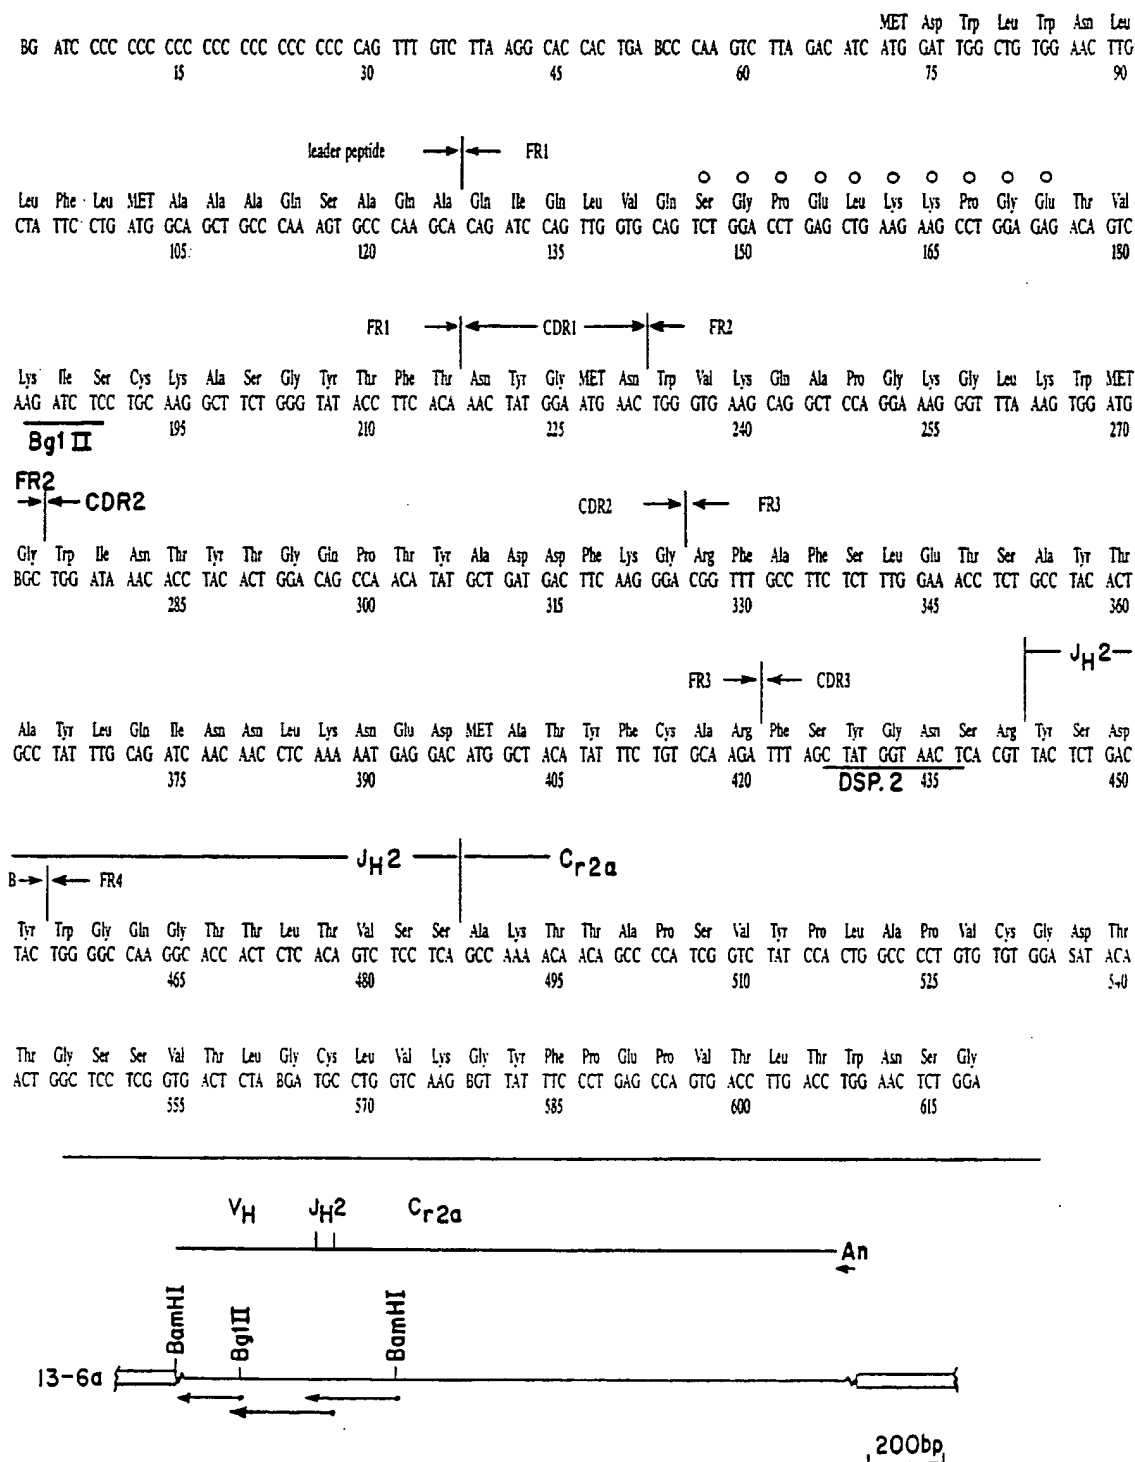 MET Asp Trp Leu Trp Asn Leu
BG ATC CCC CCC CCC CCC CCC CCC CCC CAG TTT GTC TTA AGG CAC CAC TGA BCC CAA GTC TTA GAC ATC ATG GAT TGG CTG TGG AAC TTG
15 30 45 60 75 90
leader peptide FR1
Leu Phe Leu MET Ala Ala Ala Gln Ser Ala Gln Ala Gln Ile Gln Leu Val Gln Ser Gly Pro Glu Leu Lys Lys Pro Gly Glu Thr Val
CTA TTC CTG ATG GCA GCT GCC CAA AGT GCC CAA GCA CAG ATC CAG TTG GTG CAG TCT GGA CCT GAG CTG AAG AAG CCT GGA GAG ACA GTC
105 120 135 150 165 180
FR1 CDR1 FR2
Lys Ile Ser Cys Lys Ala Ser Gly Tyr Thr Phe Thr Asn Tyr Gly MET Asn Trp Val Lys Gln Ala Pro Gly Lys Gly Leu Lys Trp MET
AAG ATC TCC TGC AAG GCT TCT GGG TAT ACC TTC ACA AAC TAT GGA ATG AAC TGG GTG AAG CAG GCT CCA GGA AAG GGT TTA AAG TGG ATG
195 210 225 240 255 270
Bg1 II
FR2 CDR2 CDR2 FR3
Gly Trp Ile Asn Thr Tyr Thr Gly Gln Pro Thr Tyr Ala Asp Asp Phe Lys Gly Arg Phe Ala Phe Ser Leu Glu Thr Ser Ala Tyr Thr
BGC TGG ATA AAC ACC TAC ACT GGA CAG CCA ACA TAT GCT GAT GAC TTC AAG GGA CGG TTT GCC TTC TCT TTG GAA ACC TCT GCC TAC ACT
285 300 315 330 345 360
JH2
FR3 CDR3
Ala Tyr Leu Gln Ile Asn Asn Leu Lys Asn Glu Asp MET Ala Thr Tyr Phe Cys Ala Arg Phe Ser Tyr Gly Asn Ser Arg Tyr Ser Asp
GCC TAT TTG CAG ATC AAC AAC CTC AAA AAT GAG GAC ATG GCT ACA TAT TTC TGT GCA AGA TTT AGC TAT GGT AAC TCA CGT TAC TCT GAC
375 390 405 420 435 450
DSP.2
JH2 Cr2a
B FR4
Tyr Trp Gly Gln Gly Thr Thr Leu Thr Val Ser Ser Ala Lys Thr Thr Ala Pro Ser Val Tyr Pro Leu Ala Pro Val Cys Gly Asp Thr
TAC TGG GGC CAA GGC ACC ACT CTC ACA GTC TCC TCA GCC AAA ACA ACA GCC CCA TCG GTC TAT CCA CTG GCC CCT GTG TGT GGA SAT ACA
465 480 495 510 525 540
Thr Gly Ser Ser Val Thr Leu Gly Cys Leu Val Lys Gly Tyr Phe Pro Glu Pro Val Thr Leu Thr Trp Asn Ser Gly
ACT GGC TCC TCG GTG ACT CTA BGA TGC CTG GTC AAG BGT TAT TTC CCT GAG CCA GTG ACC TTG ACC TGG AAC TCT GGA
555 570 585 600 615
VH JH2 Cr2a
An
BamHI Bg1II BamHI
13-6a
200bp